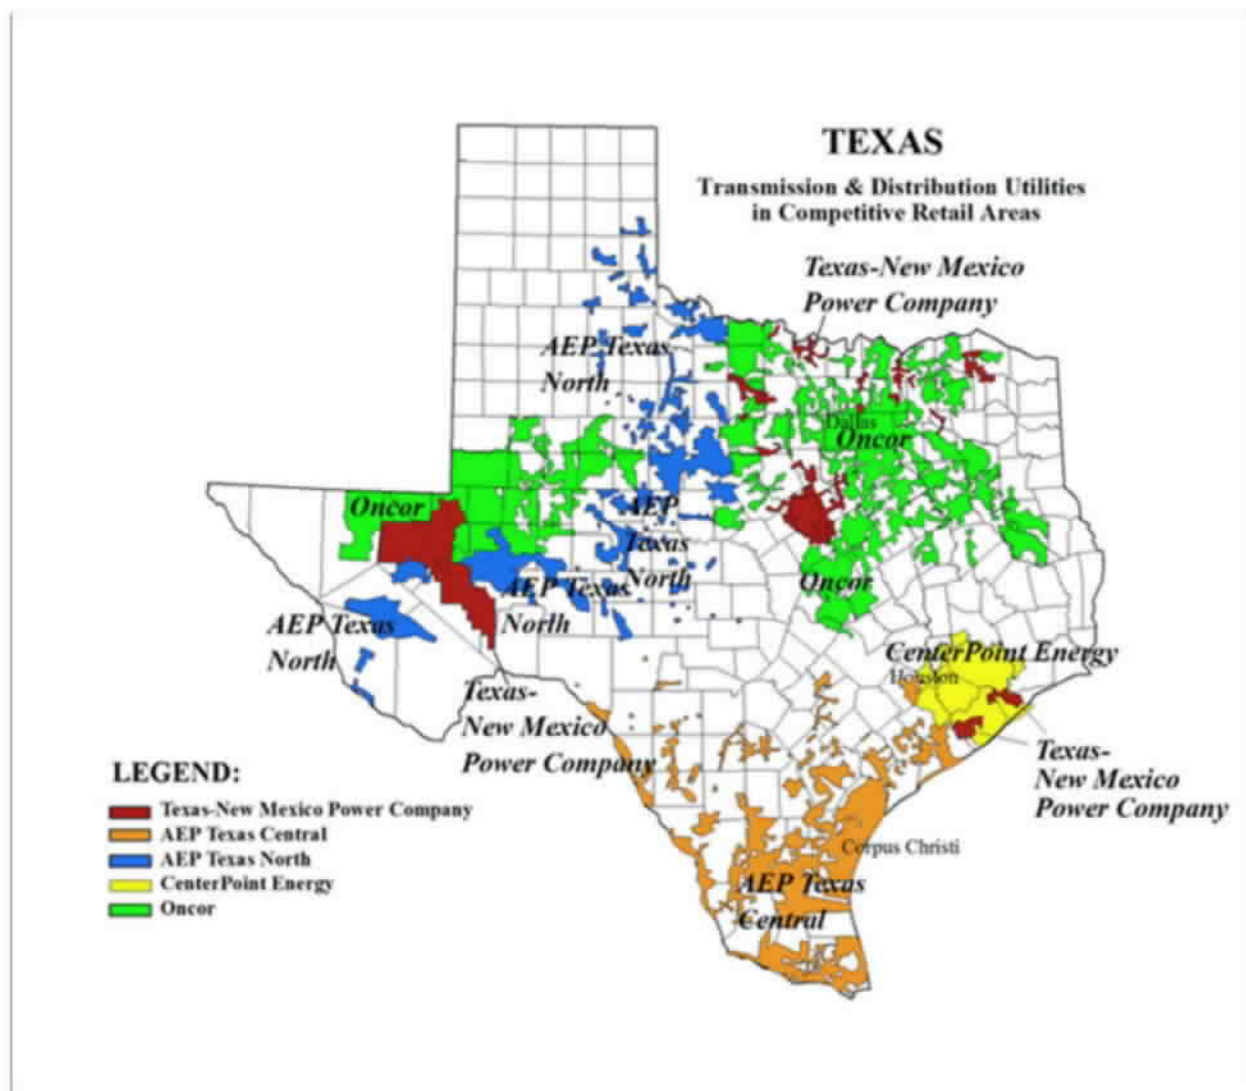 TEXAS
Transmission & Distribution Utilities
in Competitive Retail Areas
Texas-New Mexico
Power Company
AEP Texas
North
Dallas
Oncor
Oncor
AEP
Texas
North
AEP Texas
North
Oncor
AEP Texas
North
CenterPoint Energy
Houston
Texas-
New Mexico
Power Company
Texas-
New Mexico
Power Company
LEGEND:
Texas-New Mexico Power Company
AEP Texas Central
AEP Texas North
CenterPoint Energy
Oncor
Corpus Christi
AEP Texas
Central